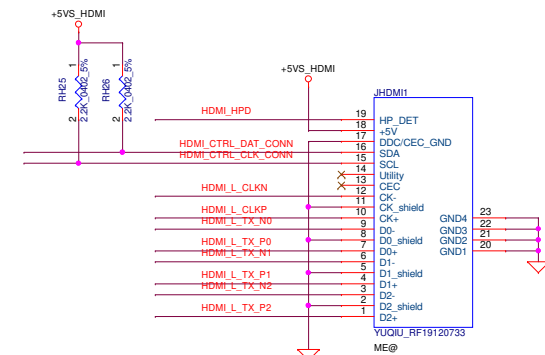 +5VS_HDMI
1
1
RH25
2.2K_0402_5%
RH26
2.2K_0402_5%
2
2
+5VS_HDMI
JHDMI1
HDMI_HPD
19
HP_DET
18
+5V
17
DDC/CEC_GND
HDMI_CTRL_DAT_CONN
16
SDA
HDMI_CTRL_CLK_CONN
15
SCL
14
Utility
13
CEC
HDMI_L_CLKN
12
CK-
11
CK_shield
HDMI_L_CLKP
10
CK+
HDMI_L_TX_N0
9
D0-
8
D0_shield
HDMI_L_TX_P0
7
D0+
HDMI_L_TX_N1
6
D1-
5
D1_shield
HDMI_L_TX_P1
4
D1+
HDMI_L_TX_N2
3
D2-
2
D2_shield
HDMI_L_TX_P2
1
D2+
GND4
23
GND3
22
GND2
21
GND1
20
YUQIU_RF19120733
ME@